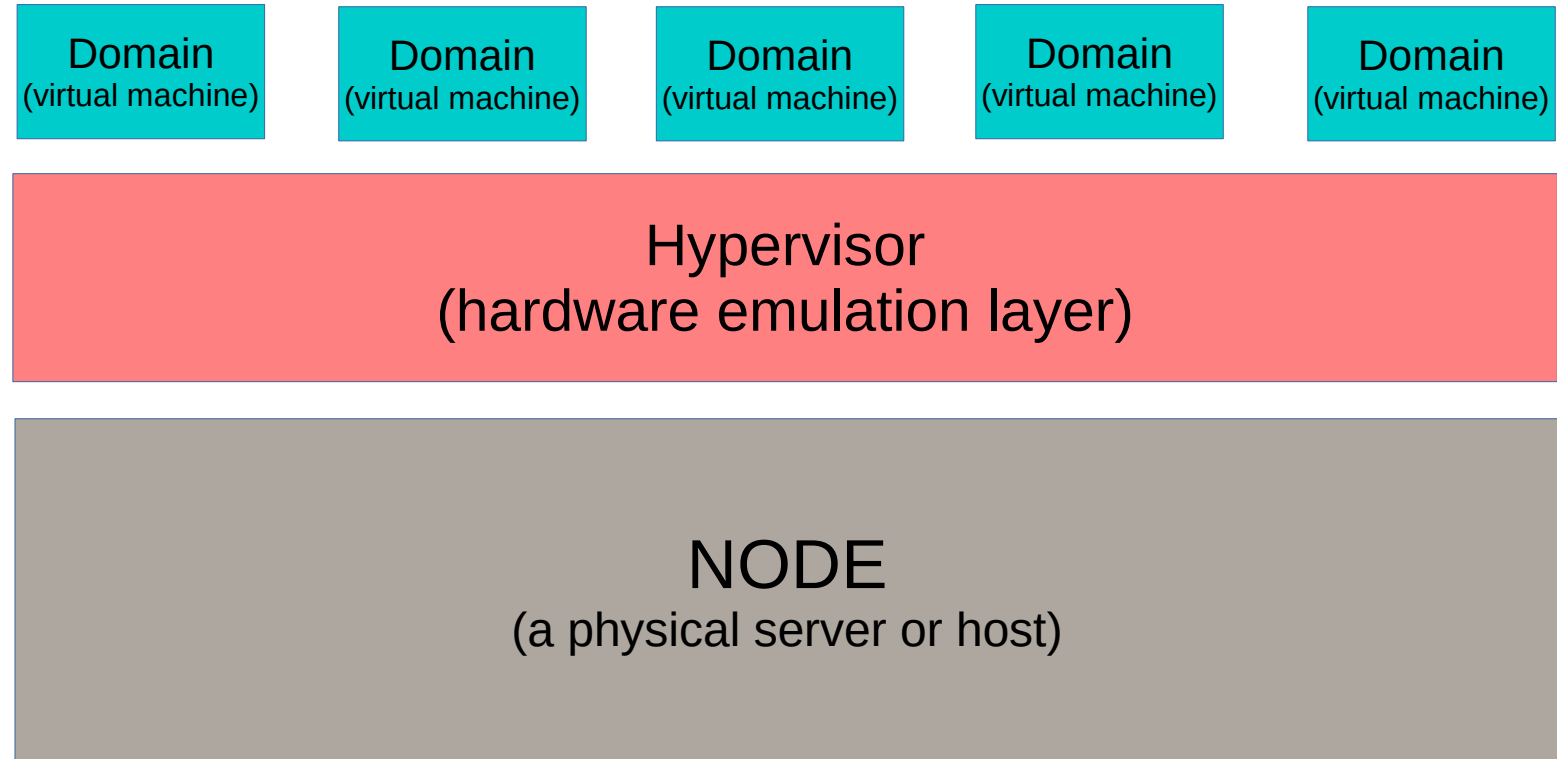 Domain
(virtual machine)
Domain
(virtual machine)
Domain
(virtual machine)
Domain
(virtual machine)
Domain
(virtual machine)
Hypervisor
(hardware emulation layer)
NODE
(a physical server or host)